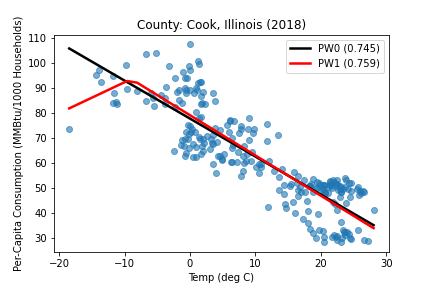 County: Cook, Illinois (2018)
Per-Capita Consumption (MMBtu/1000 Households)
110
100
90
80
70
60
50
40
30
PW0 (0.745)
PW1 (0.759)
−20 −10 0 10 20 30
Temp (deg C)